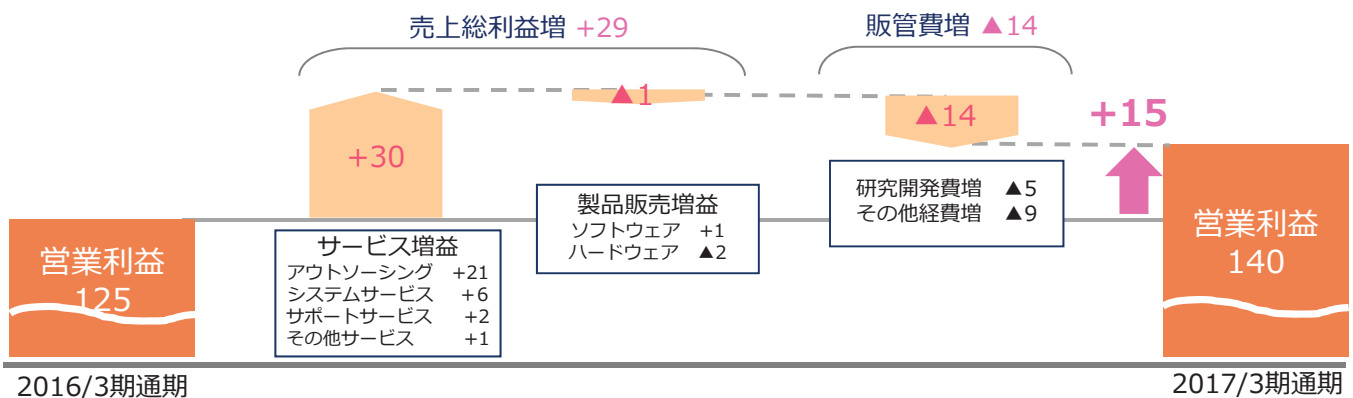 売上総利益増 +29
販管費増 ▲14
+30
▲1
▲14
+15
サービス増益
アウトソーシング +21
システムサービス +6
サポートサービス +2
その他サービス +1
製品販売増益
ソフトウェア +1
ハードウェア ▲2
研究開発費増 ▲5
その他経費増 ▲9
営業利益
125
営業利益
140
2016/3期通期
2017/3期通期